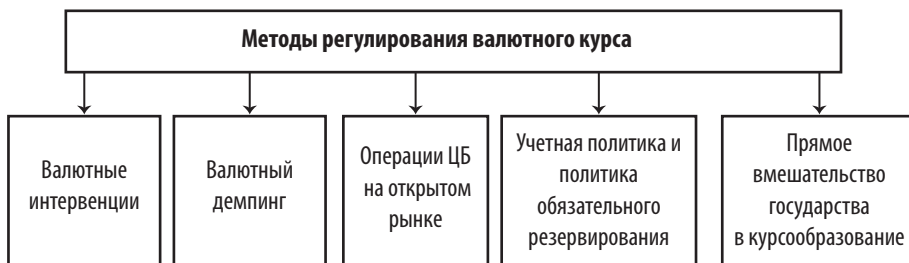 Методы регулирования валютного курса
Валютные
интервенции
Валютный
демпинг
Операции ЦБ
на открытом
рынке
Учетная политика и
политика
обязательного
резервирования
Прямое
вмешательство
государства
в курсообразование